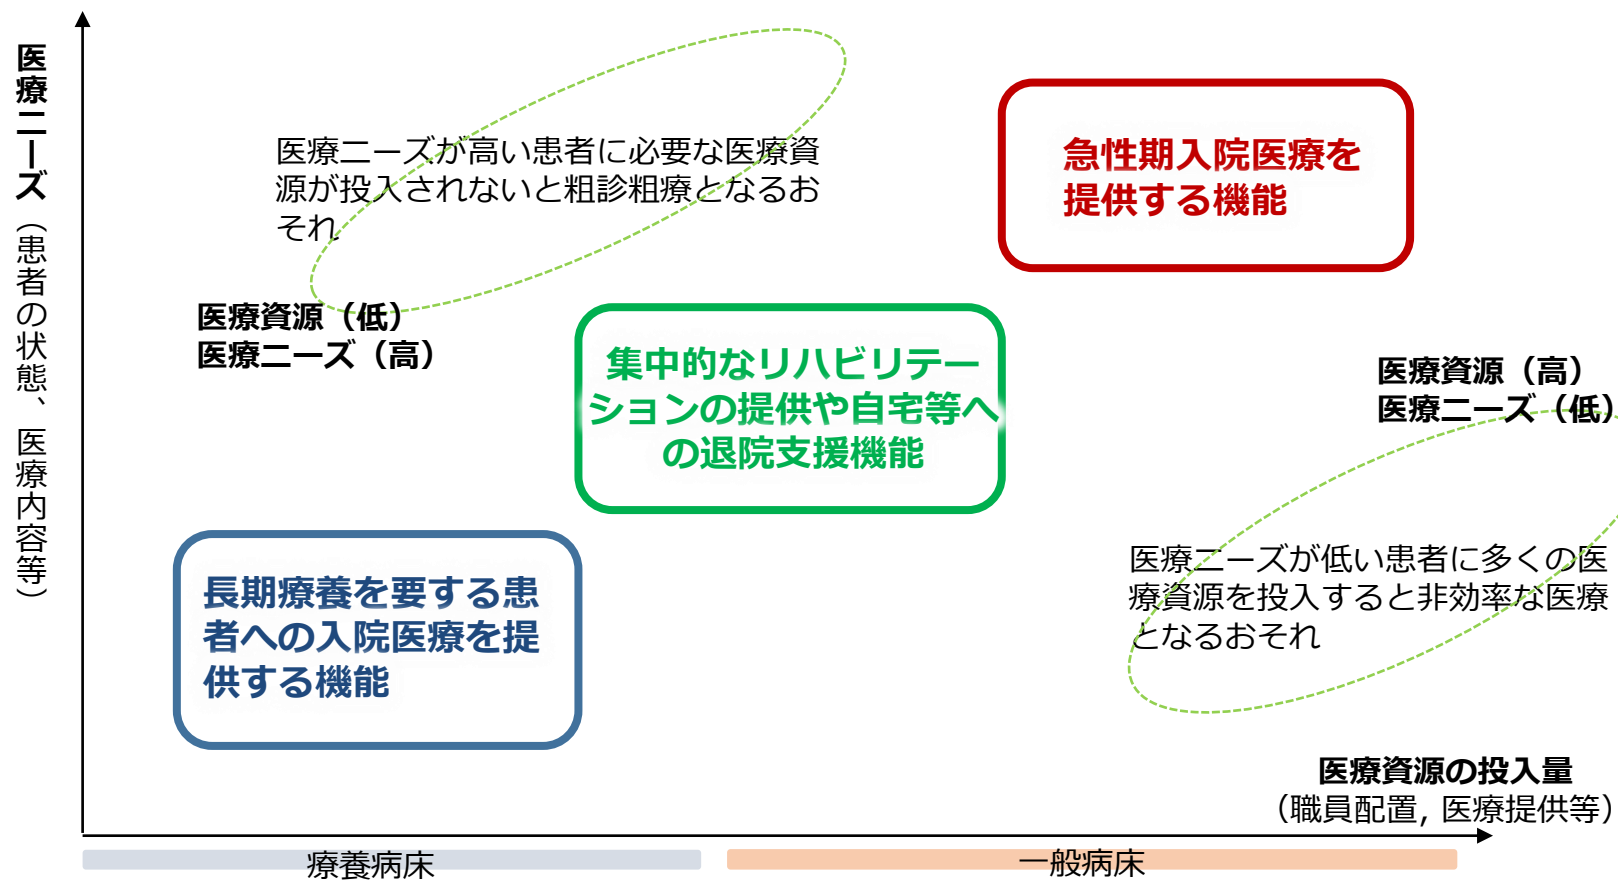 医療ニーズ（患者の状態、医療内容等）
医療ニーズが高い患者に必要な医療資
源が投入されないと粗診粗療となるお
それ
医療資源（低）
医療ニーズ（高）
急性期入院医療を
提供する機能
集中的なリハビリテー
ションの提供や自宅等へ
の退院支援機能
医療資源（高）
医療ニーズ（低）
医療ニーズが低い患者に多くの医
療資源を投入すると非効率な医療
となるおそれ
長期療養を要する患
者への入院医療を提
供する機能
医療資源の投入量
（職員配置, 医療提供等）
療養病床
一般病床